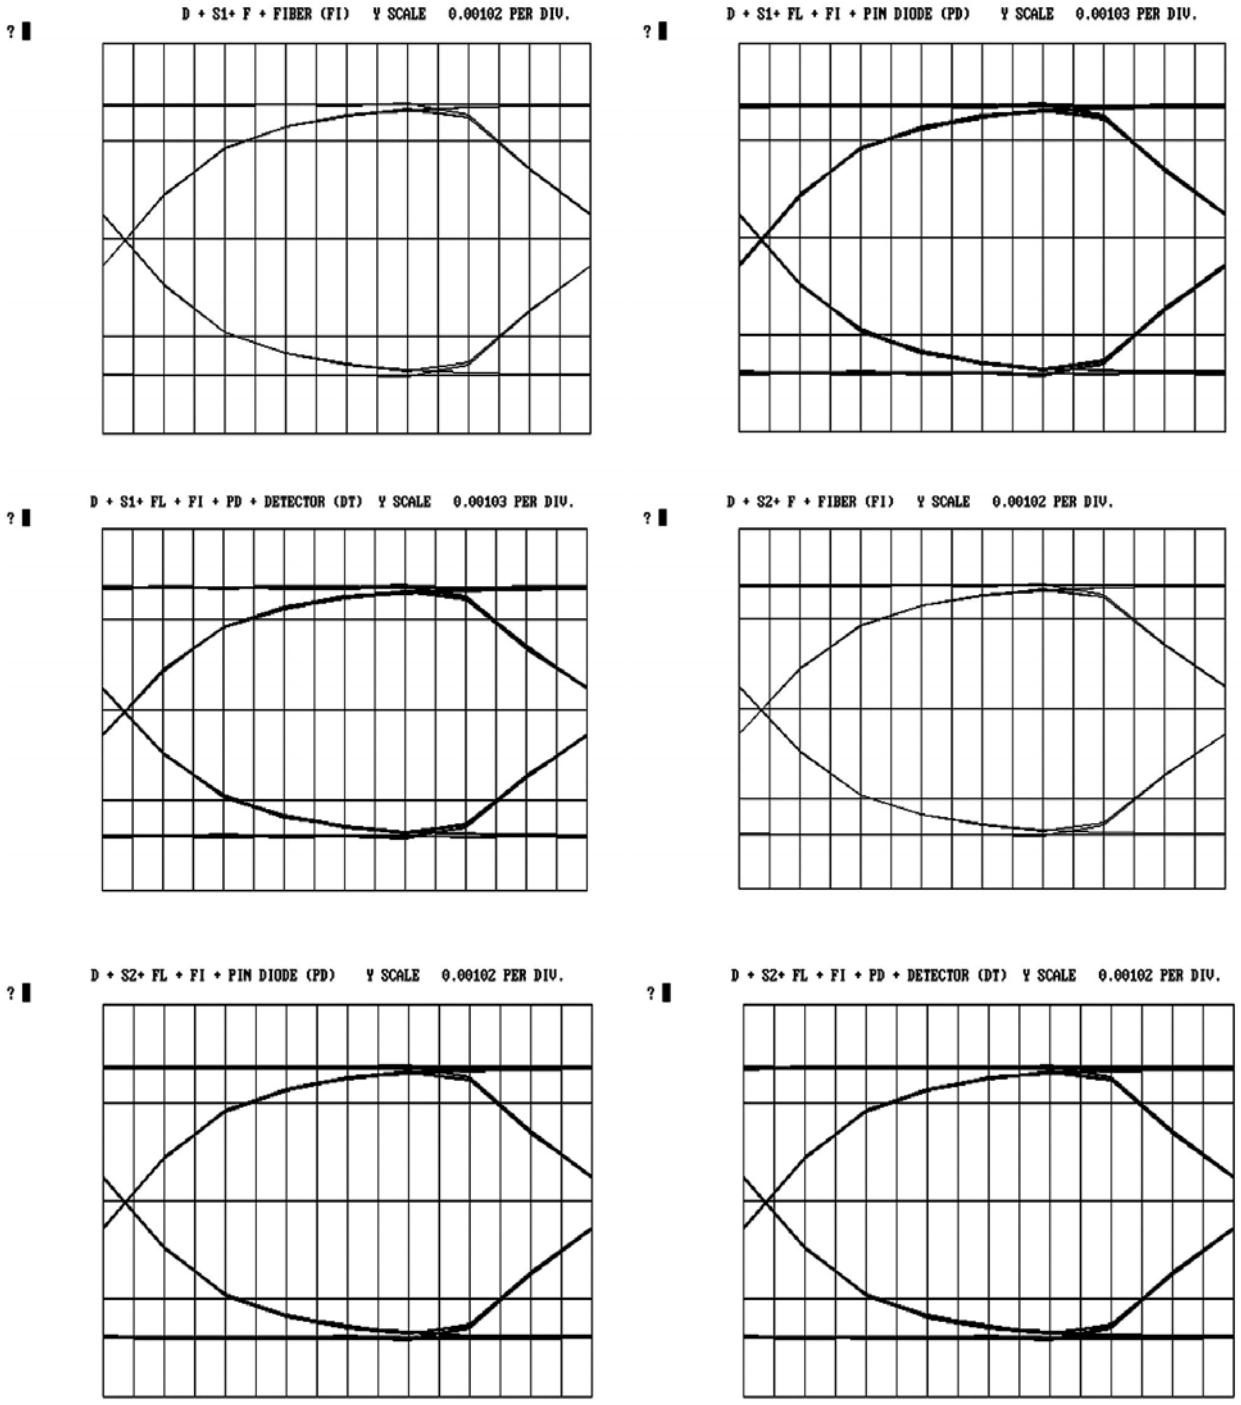 D + S1+ F + FIBER (FI) Y SCALE 0.00102 PER DIV.
?
D + S1+ FL + FI + PIN DIODE (PD) Y SCALE 0.00103 PER DIV.
?
D + S1+ FL + FI + PD + DETECTOR (DT) Y SCALE 0.00103 PER DIV.
?
D + S2+ F + FIBER (FI) Y SCALE 0.00102 PER DIV.
?
D + S2+ FL + FI + PIN DIODE (PD) Y SCALE 0.00102 PER DIV.
?
D + S2+ FL + FI + PD + DETECTOR (DT) Y SCALE 0.00102 PER DIV.
?